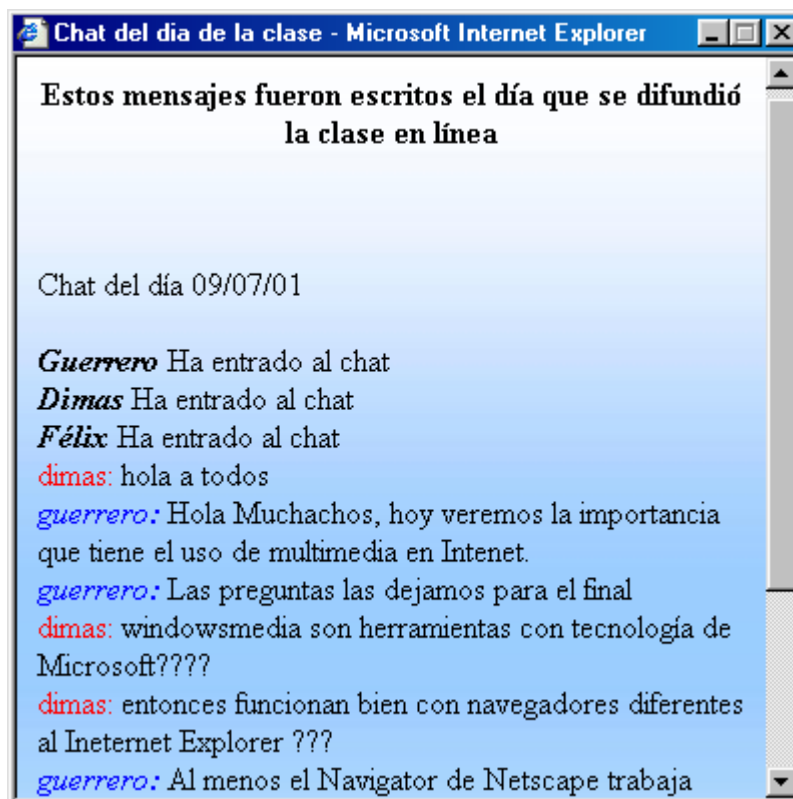 Chat del dia de la clase - Microsoft Internet Explorer
Estos mensajes fueron escritos el día que se difundió
la clase en línea
Chat del día 09/07/01
Guerrero Ha entrado al chat
Dimas Ha entrado al chat
Félix Ha entrado al chat
dimas: hola a todos
guerrero: Hola Muchachos, hoy veremos la importancia
que tiene el uso de multimedia en Intenet.
guerrero: Las preguntas las dejamos para el final
dimas: windowsmedia son herramientas con tecnología de
Microsoft????
dimas: entonces funcionan bien con navegadores diferentes
al Ineternet Explorer ???
guerrero: Al menos el Navigator de Netscape trabaja